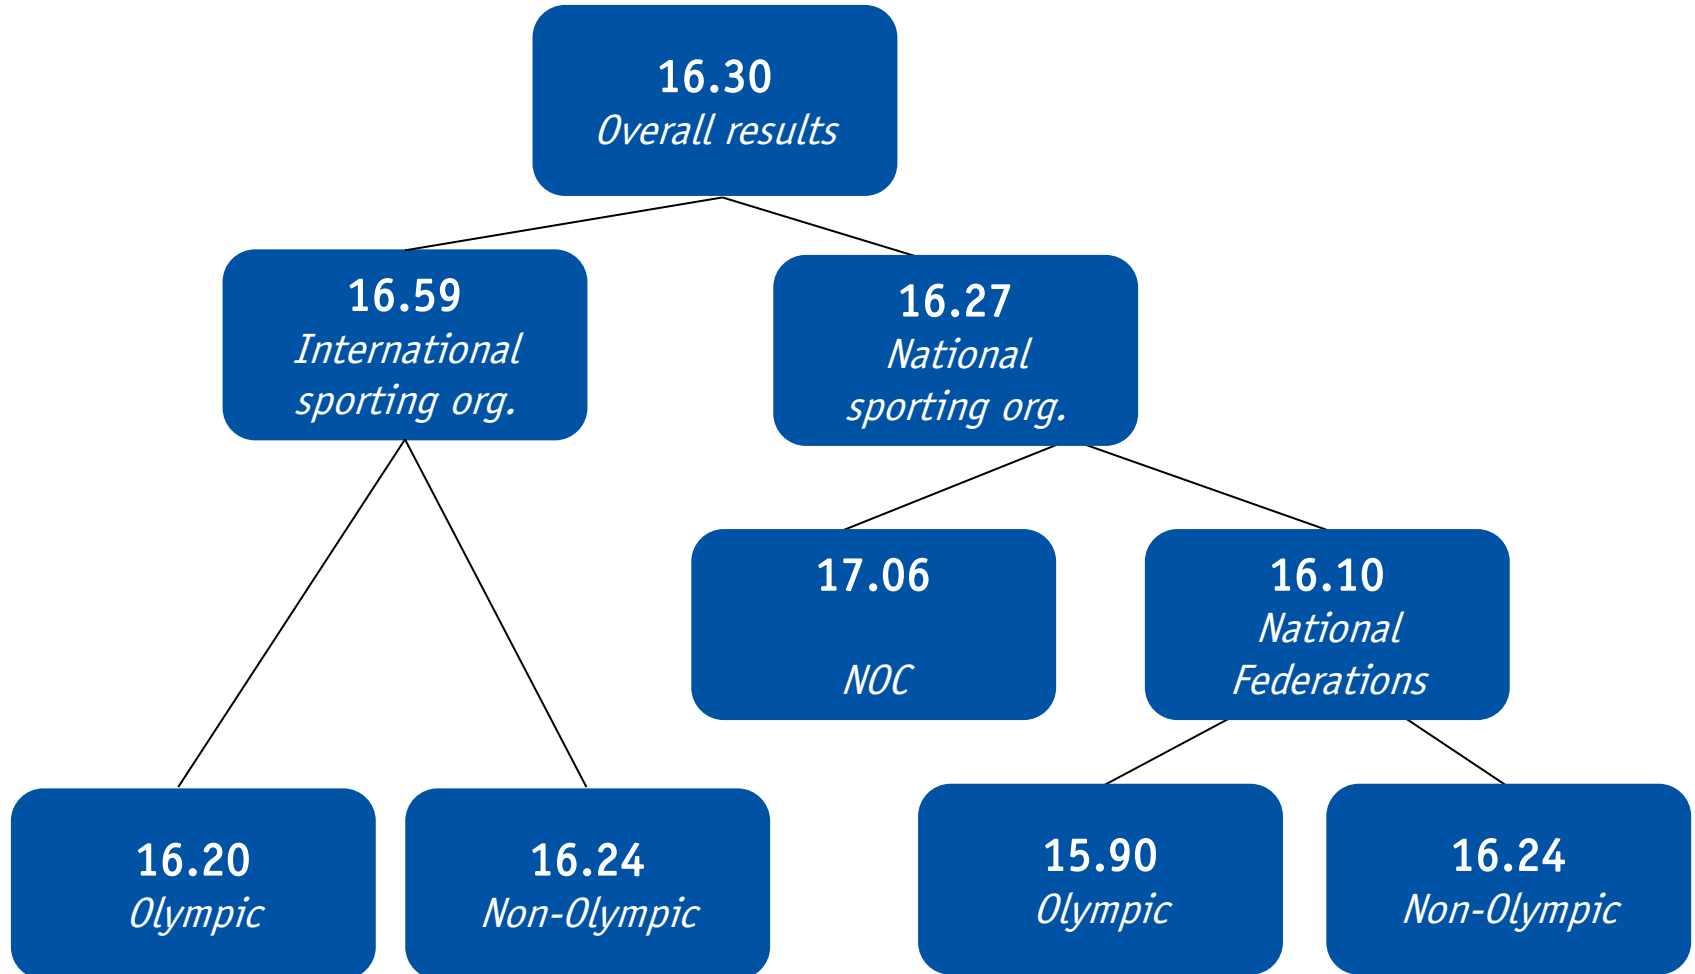 16.30
Overall results
16.59
International
sporting org.
16.27
National
sporting org.
17.06
NOC
16.10
National
Federations
16.20
Olympic
16.24
Non-Olympic
15.90
Olympic
16.24
Non-Olympic